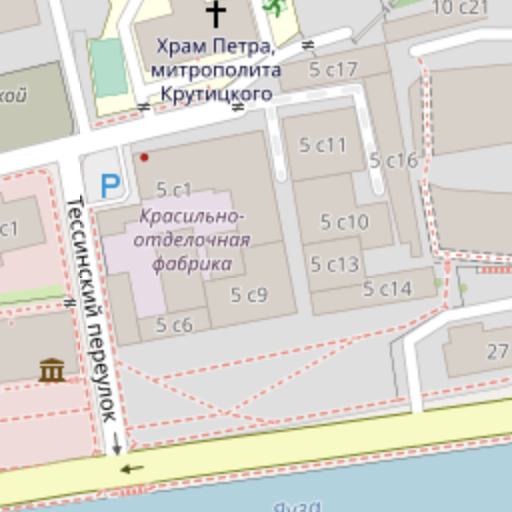 10 с21
Храм Петра,
митрополита
Крутицкого
5 с17
кой
5 с11
5 с16
P
5 с1
с1
Красильно-
отделочная
фабрика
5 с10
5 с13
5 с14
5 с9
5 с6
Тессинский переулок
27
Яуза